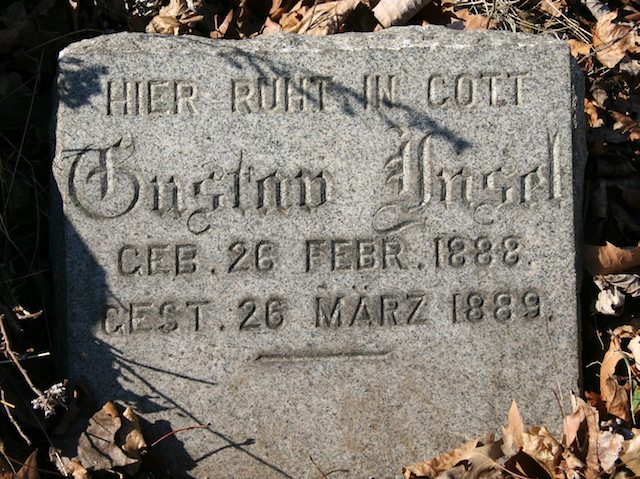 HIER RUHT IN GOTT
Gustav Insel
GEB. 26 FEBR. 1888.
GEST. 26 MÄRZ 1889.